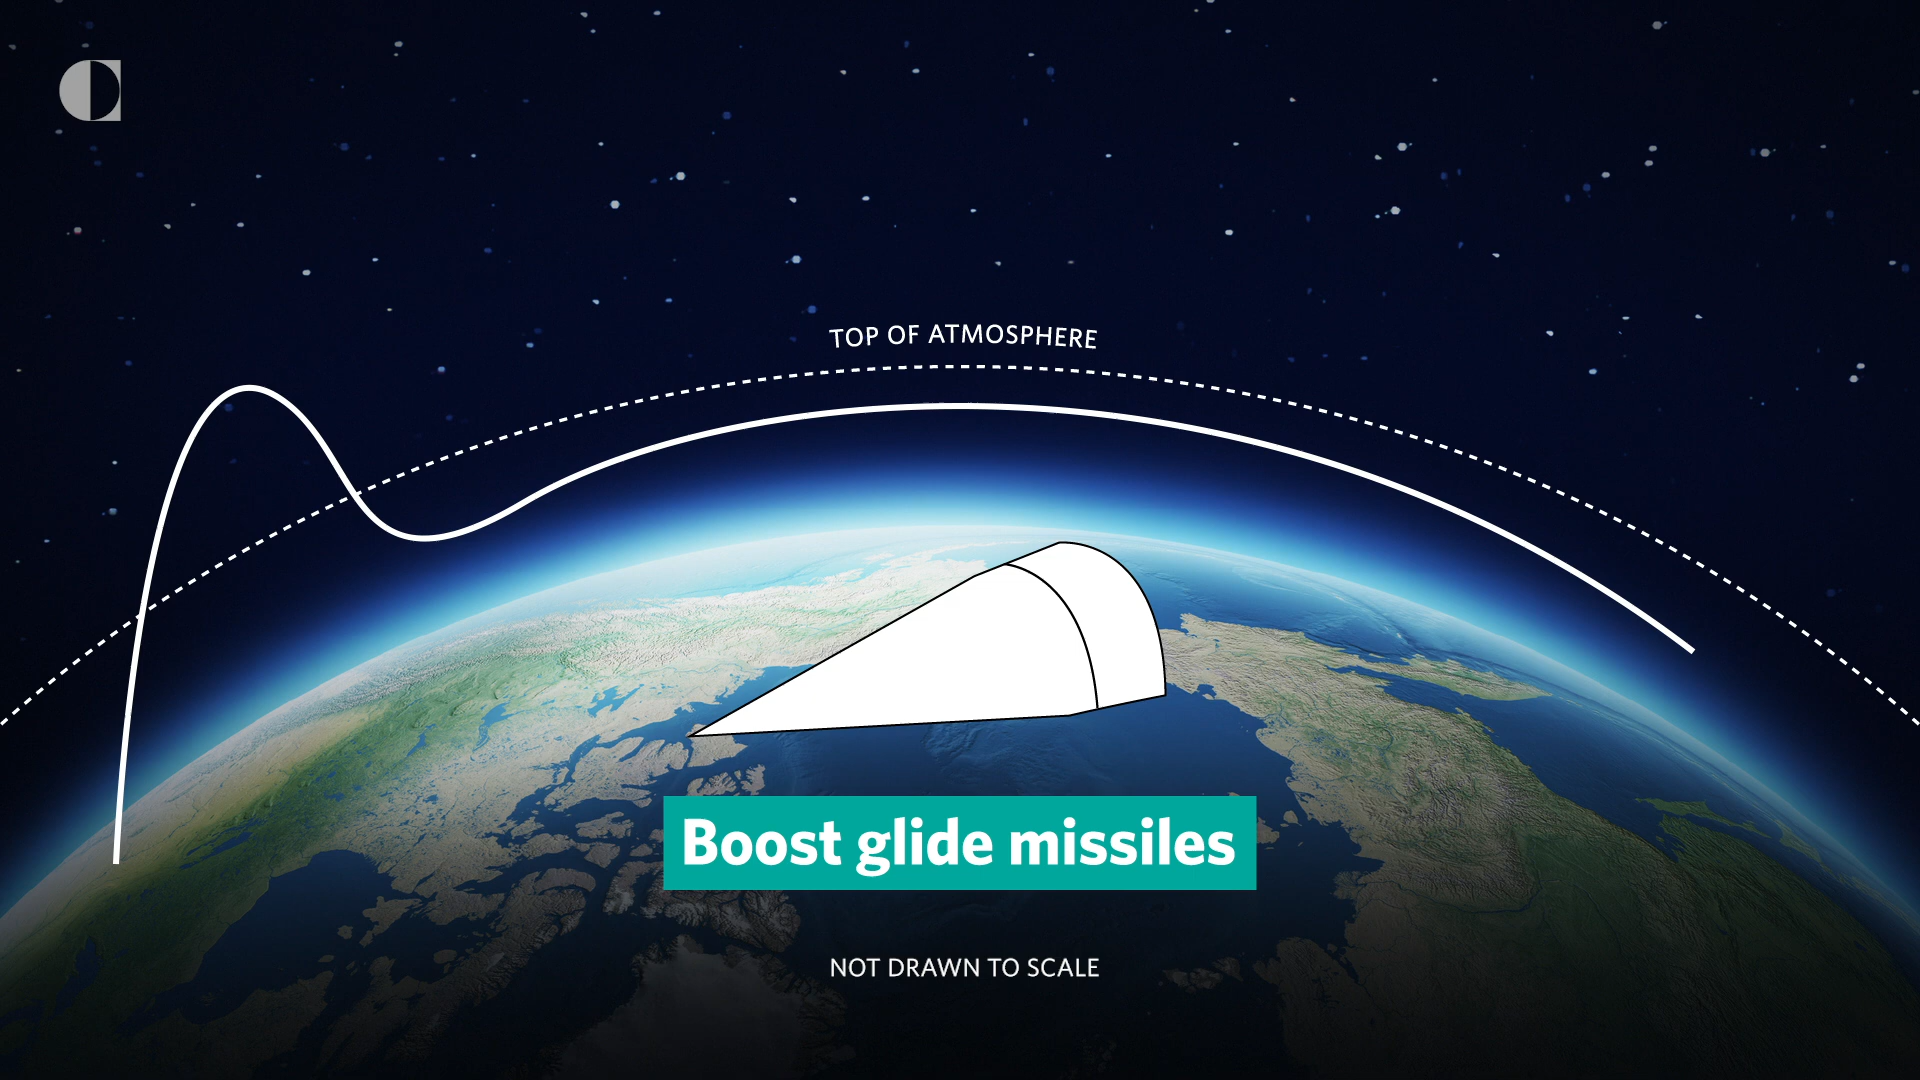 TOP OF ATMOSPHERE
Boost glide missiles
NOT DRAWN TO SCALE